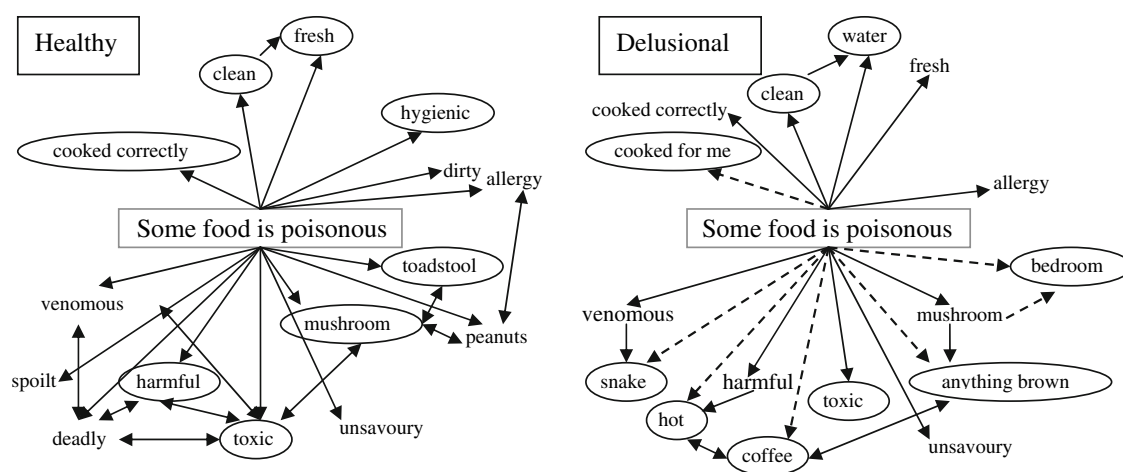 Healthy
fresh
clean
hygienic
cooked correctly
dirty
allergy
Some food is poisonous
toadstool
venomous
mushroom
peanuts
spoilt
harmful
deadly
toxic
unsavoury
Delusional
water
fresh
clean
cooked correctly
cooked for me
allergy
Some food is poisonous
bedroom
venomous
mushroom
snake
harmful
anything brown
toxic
hot
coffee
unsavoury